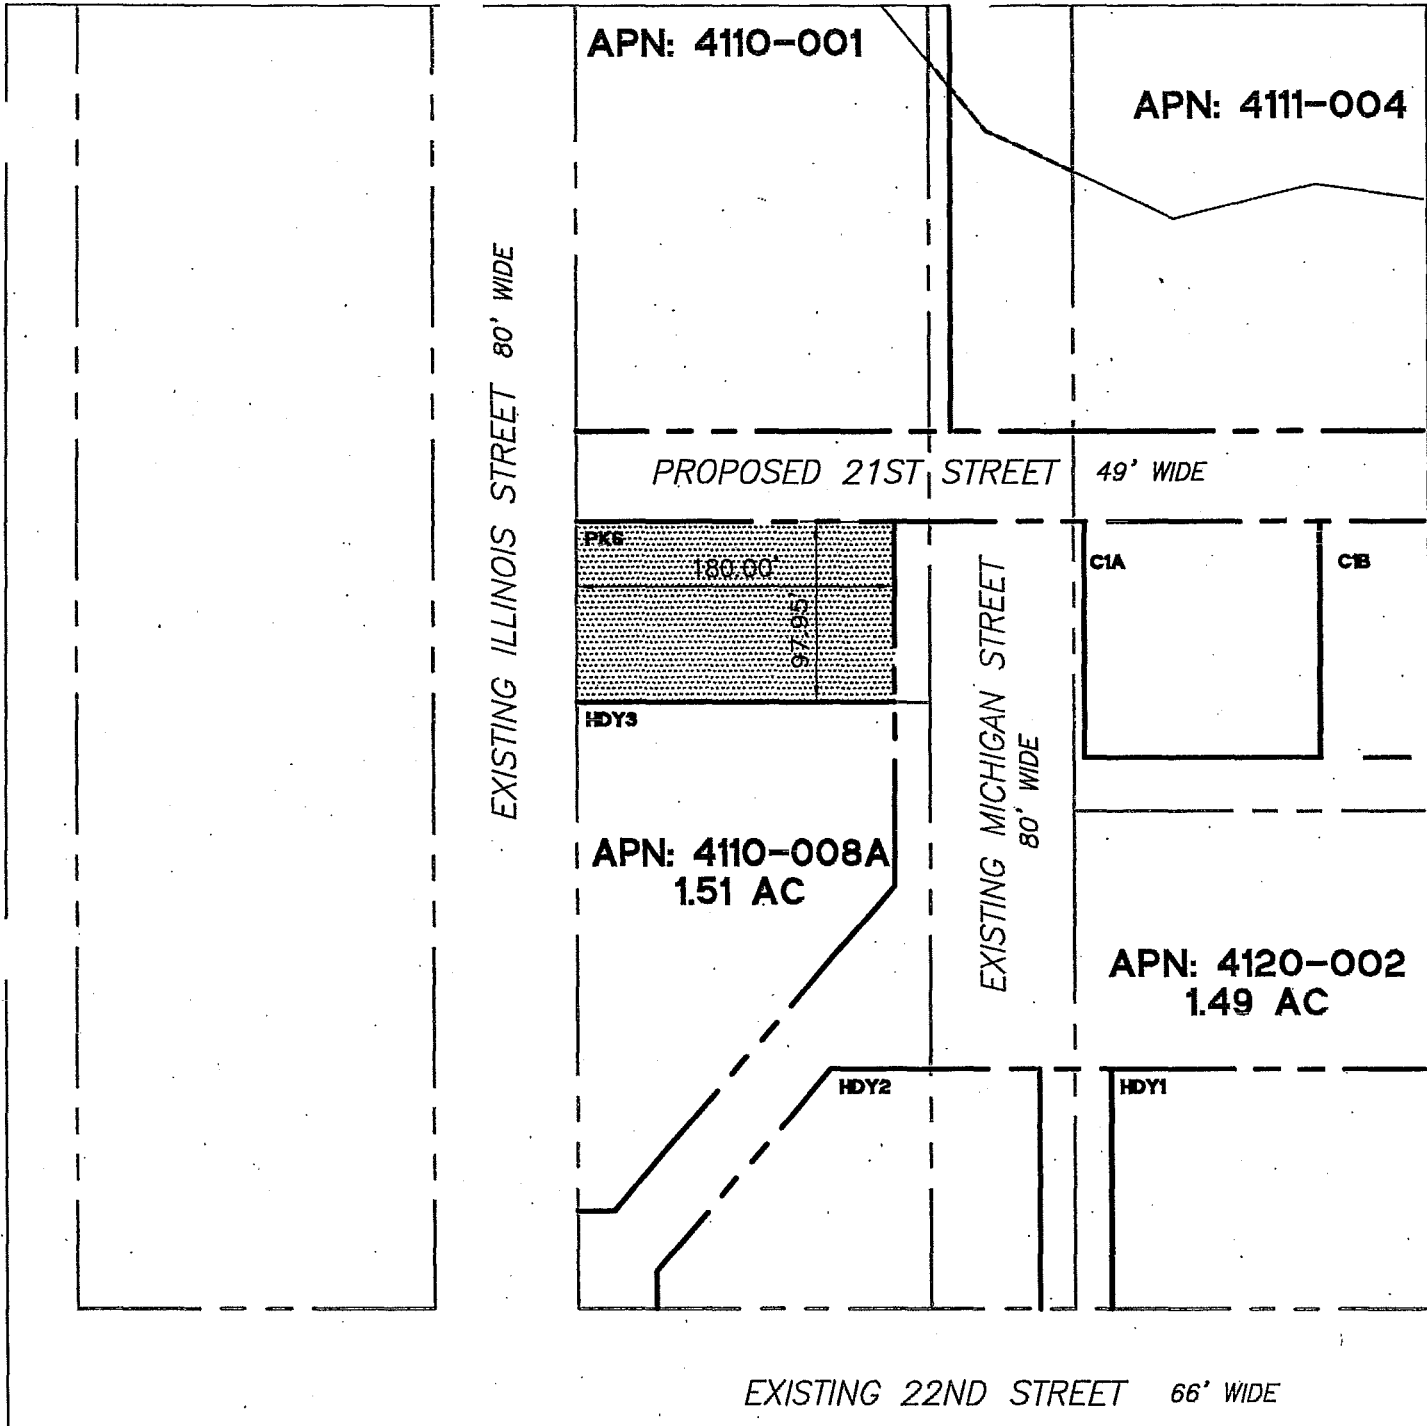 APN: 4110-001
APN: 4111-004
EXISTING ILLINOIS STREET 80' WIDE
PROPOSED 21ST STREET 49' WIDE
PKS
180.00'
97.95'
HDY3
EXISTING MICHIGAN STREET
80' WIDE
C1A
C1B
APN: 4110-008A
1.51 AC
APN: 4120-002
1.49 AC
HDY2
HDY1
EXISTING 22ND STREET 66' WIDE